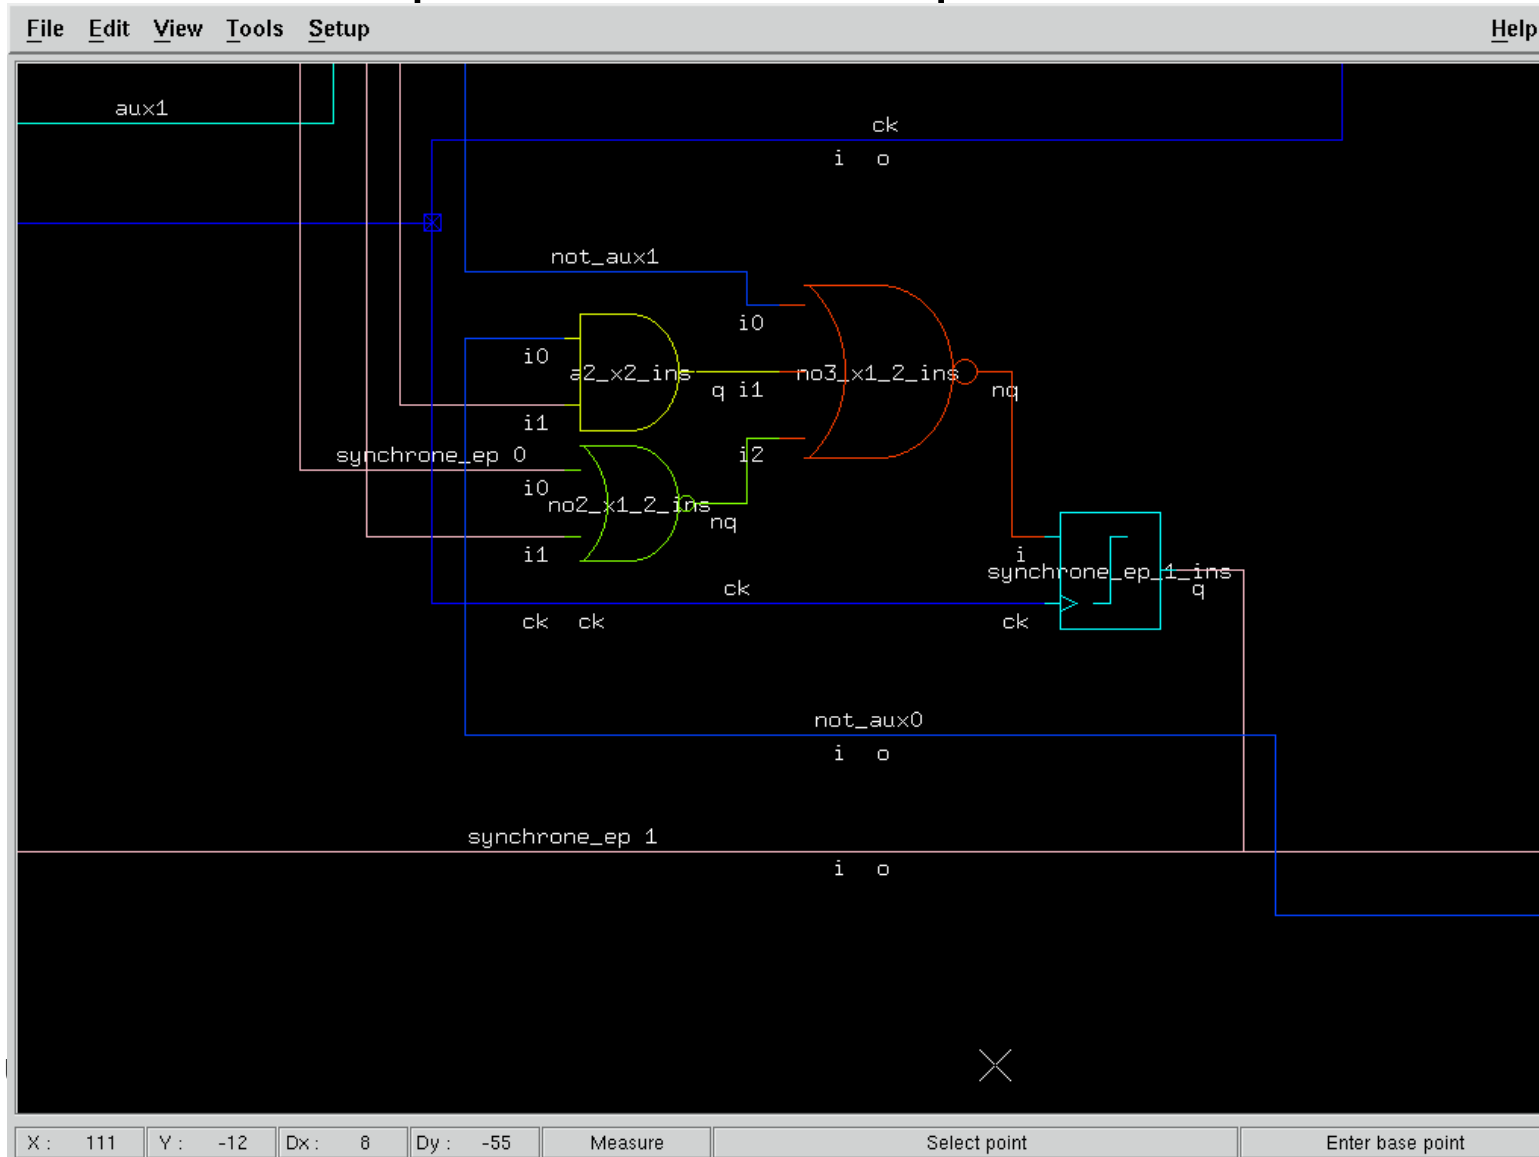 File Edit View Tools Setup Help
aux1
ck
i o
not_aux1
i0
i0
a2_x2_ins
q i1
no3_x1_2_ins
nq
i1
synchrone_ep 0
i2
i0
no2_x1_2_ins
nq
i1
i
synchrone_ep_1_ins
q
ck
ck ck
ck
not_aux0
i o
synchrone_ep 1
i o
X : 111 Y : -12 Dx : 8 Dy : -55 Measure Select point Enter base point